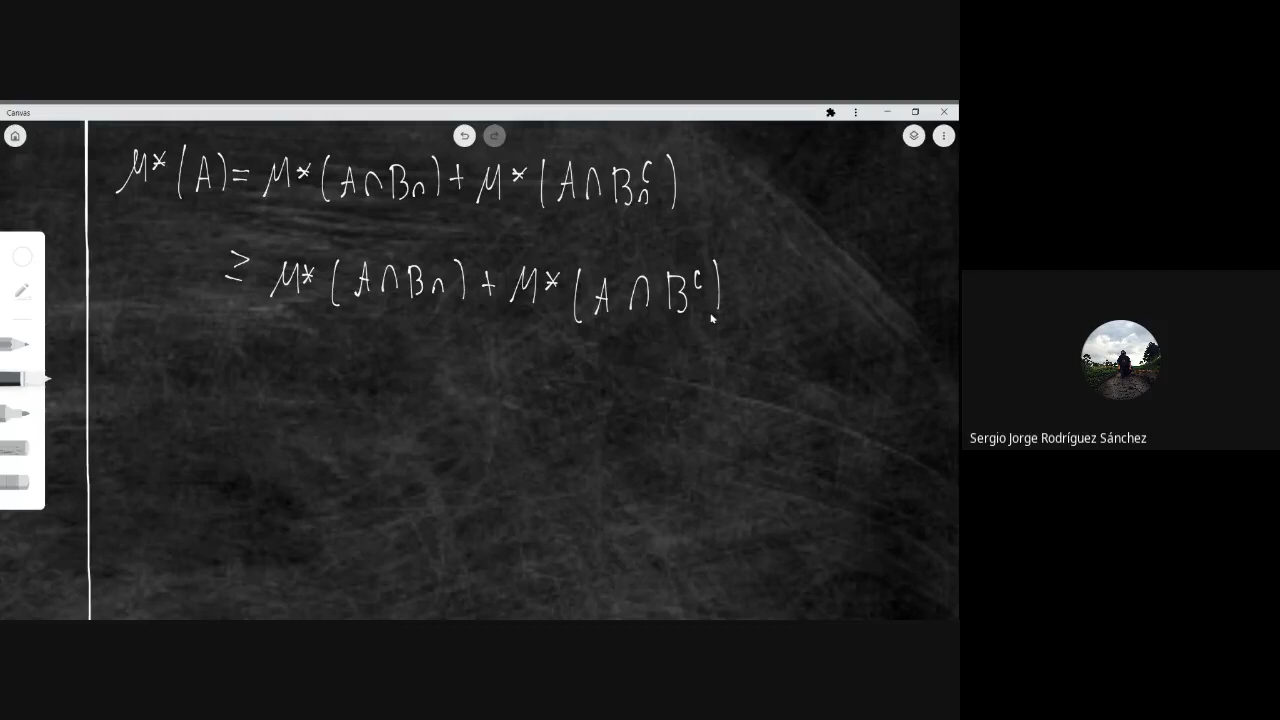 Canvas
μ*(A) = μ*(A∩Bₙ) + μ*(A∩Bₙᶜ)
≥ μ*(A∩Bₙ) + μ*(A∩Bᶜ)
Sergio Jorge Rodríguez Sánchez